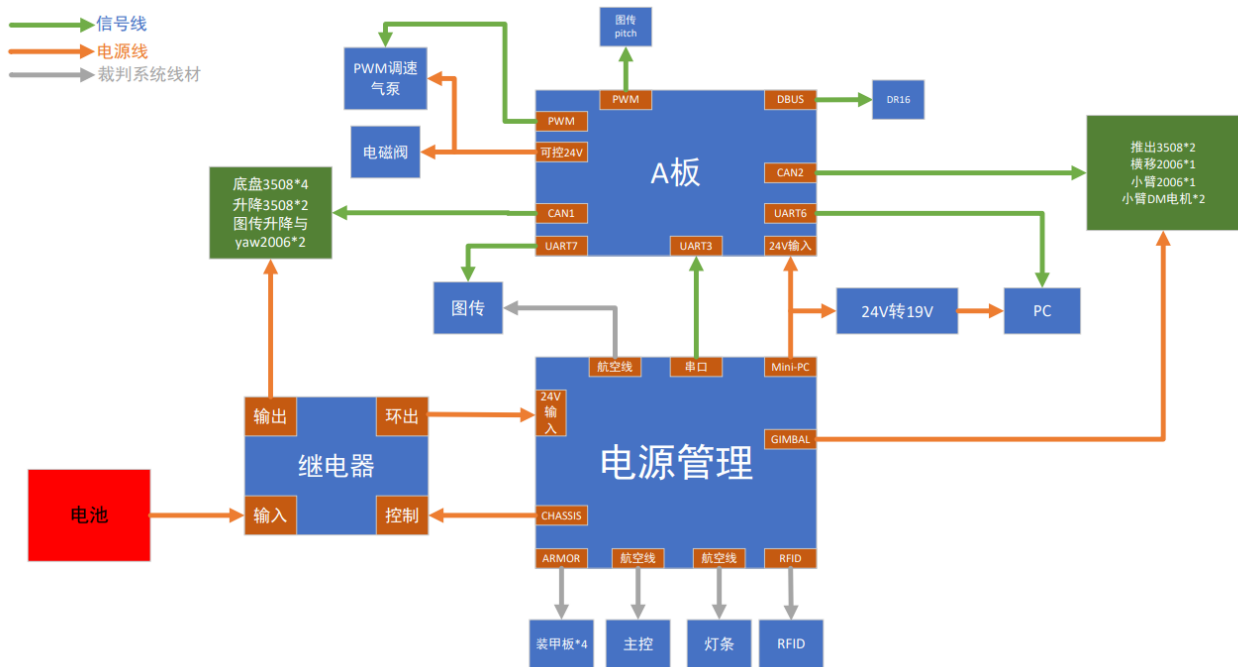 信号线
电源线
裁判系统线材
图传
pitch
PWM调速
气泵
电磁阀
PWM
DBUS
DR16
PWM
可控24V
A板
CAN2
CAN1
UART6
UART7
UART3
24V输入
底盘3508*4
升降3508*2
图传升降与
yaw2006*2
推出3508*2
横移2006*1
小臂2006*1
小臂DM电机*2
图传
24V转19V
PC
航空线
串口
Mini-PC
24V
输
入
GIMBAL
电源管理
CHASSIS
输出
环出
继电器
输入
控制
电池
ARMOR
航空线
航空线
RFID
装甲板*4
主控
灯条
RFID